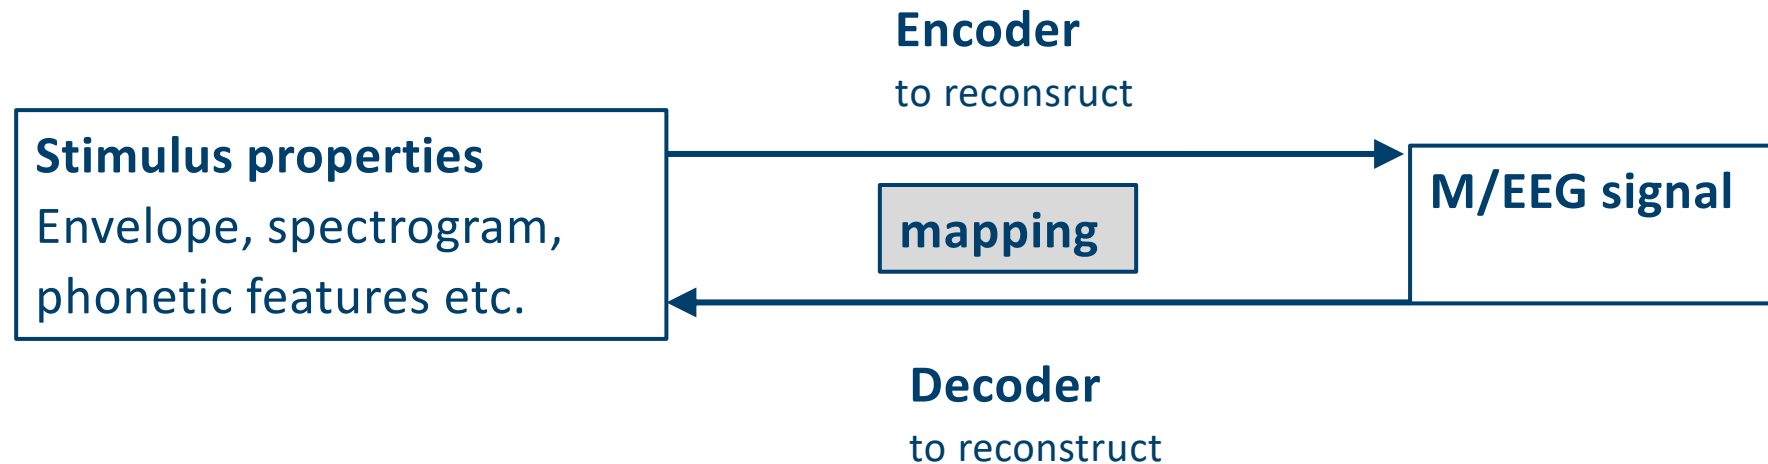 Encoder
to reconsruct
Stimulus properties
Envelope, spectrogram,
phonetic features etc.
mapping
M/EEG signal
Decoder
to reconstruct